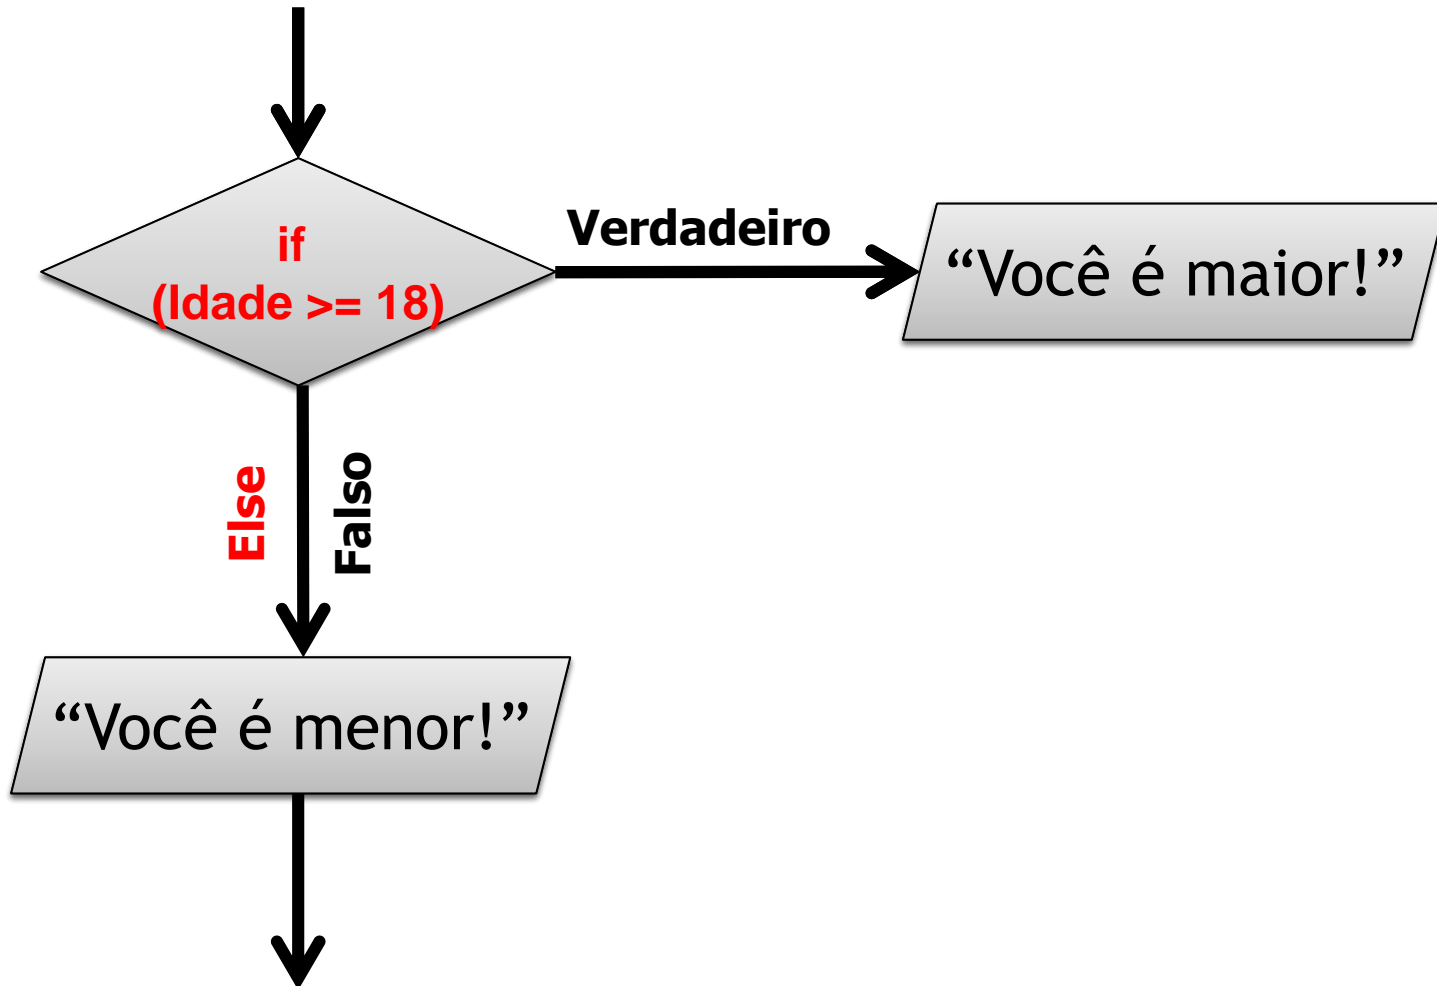 if
(Idade >= 18)
Verdadeiro
“Você é maior!”
Else
Falso
“Você é menor!”